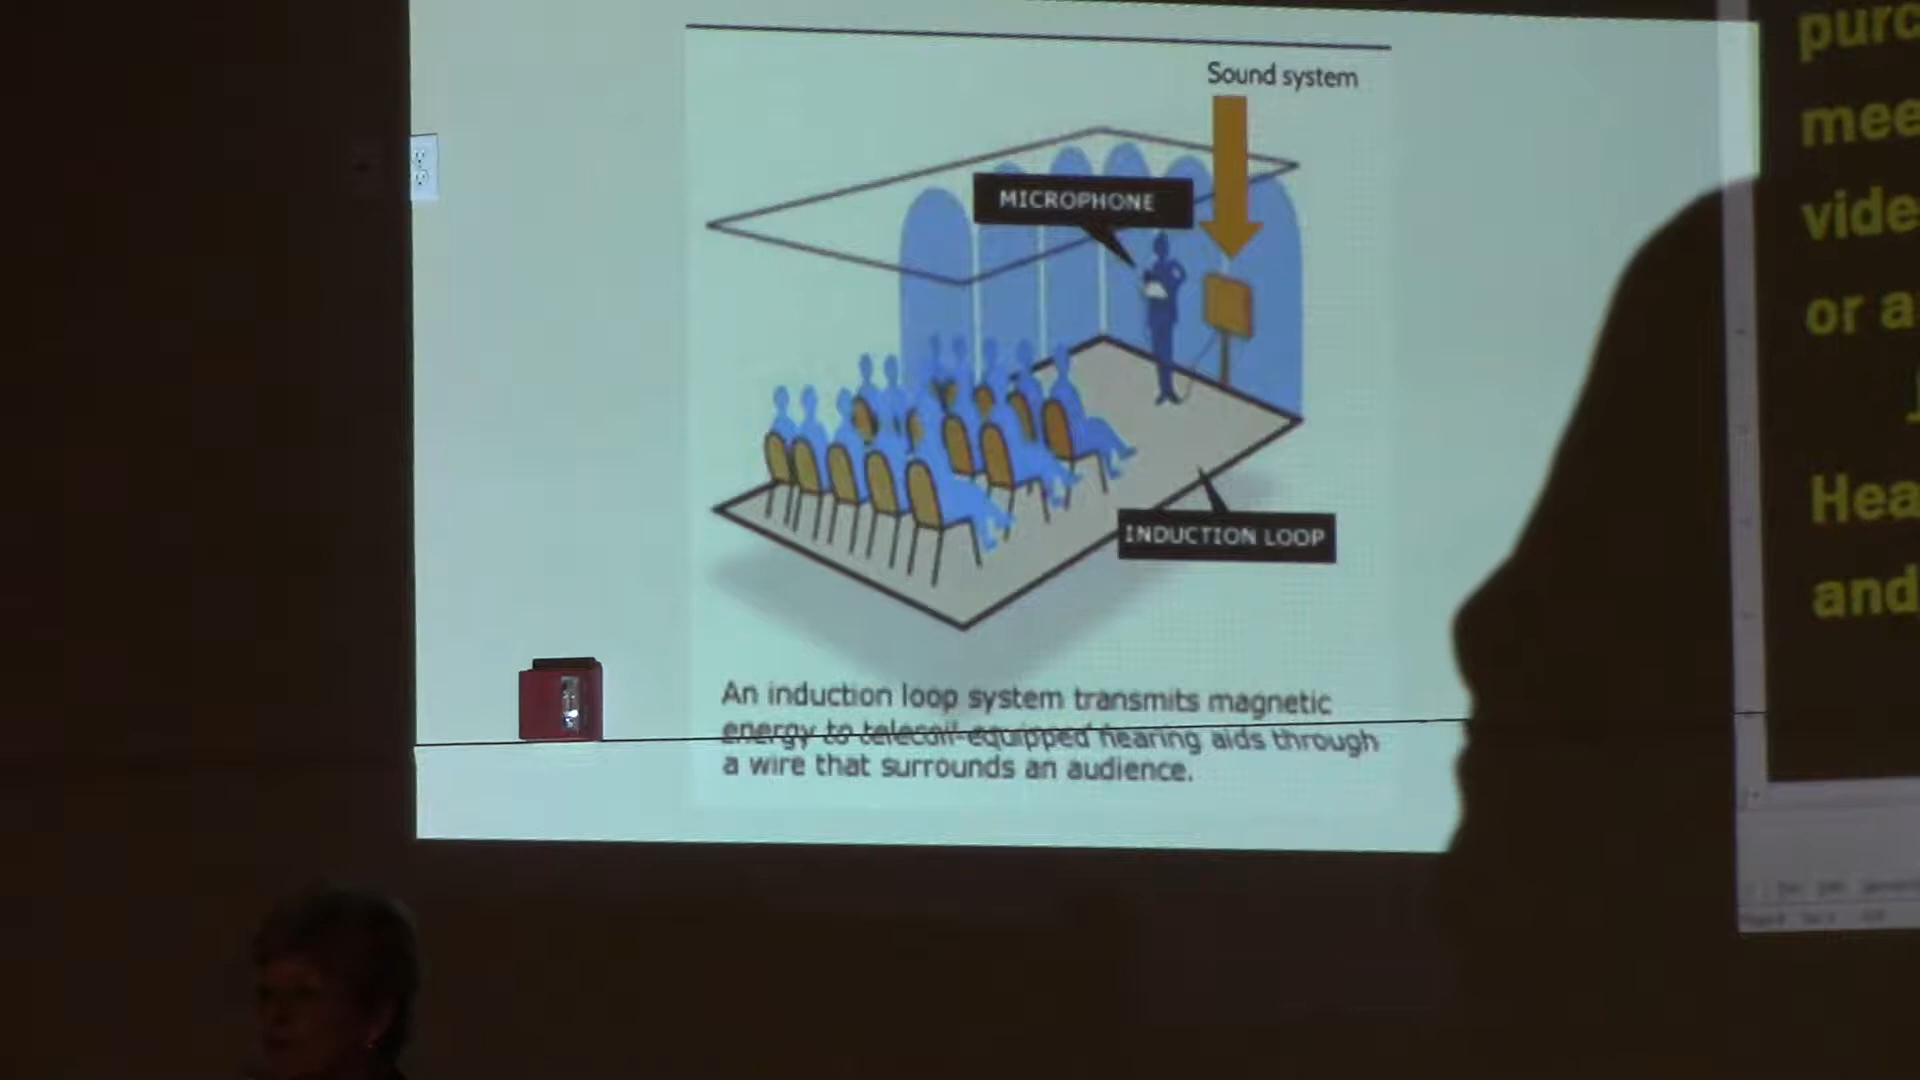 Sound system
MICROPHONE
INDUCTION LOOP
An induction loop system transmits magnetic
energy to telecoil-equipped hearing aids through
a wire that surrounds an audience.
purc
mee
vide
or a
Hea
and